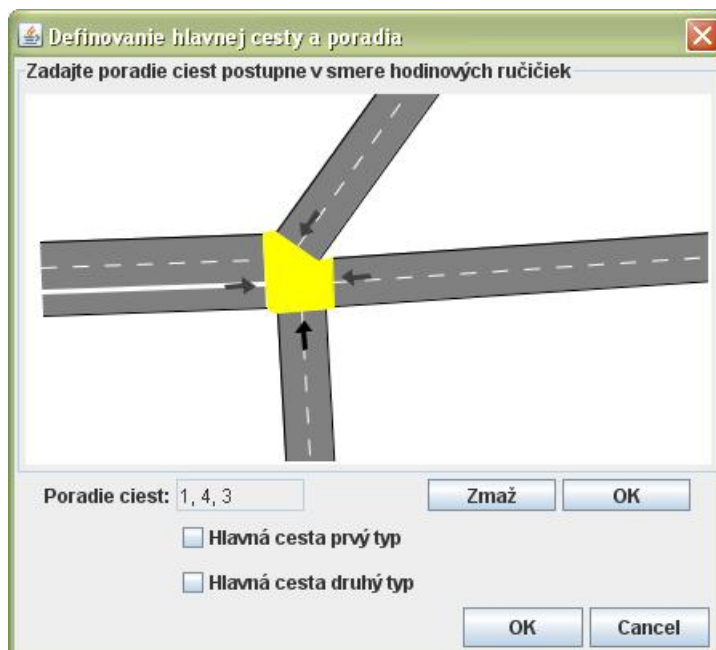 Definovanie hlavnej cesty a poradia
Zadajte poradie ciest postupne v smere hodinových ručičiek
Poradie ciest: 1, 4, 3 Zmaž OK
Hlavná cesta prvý typ
Hlavná cesta druhý typ
OK Cancel